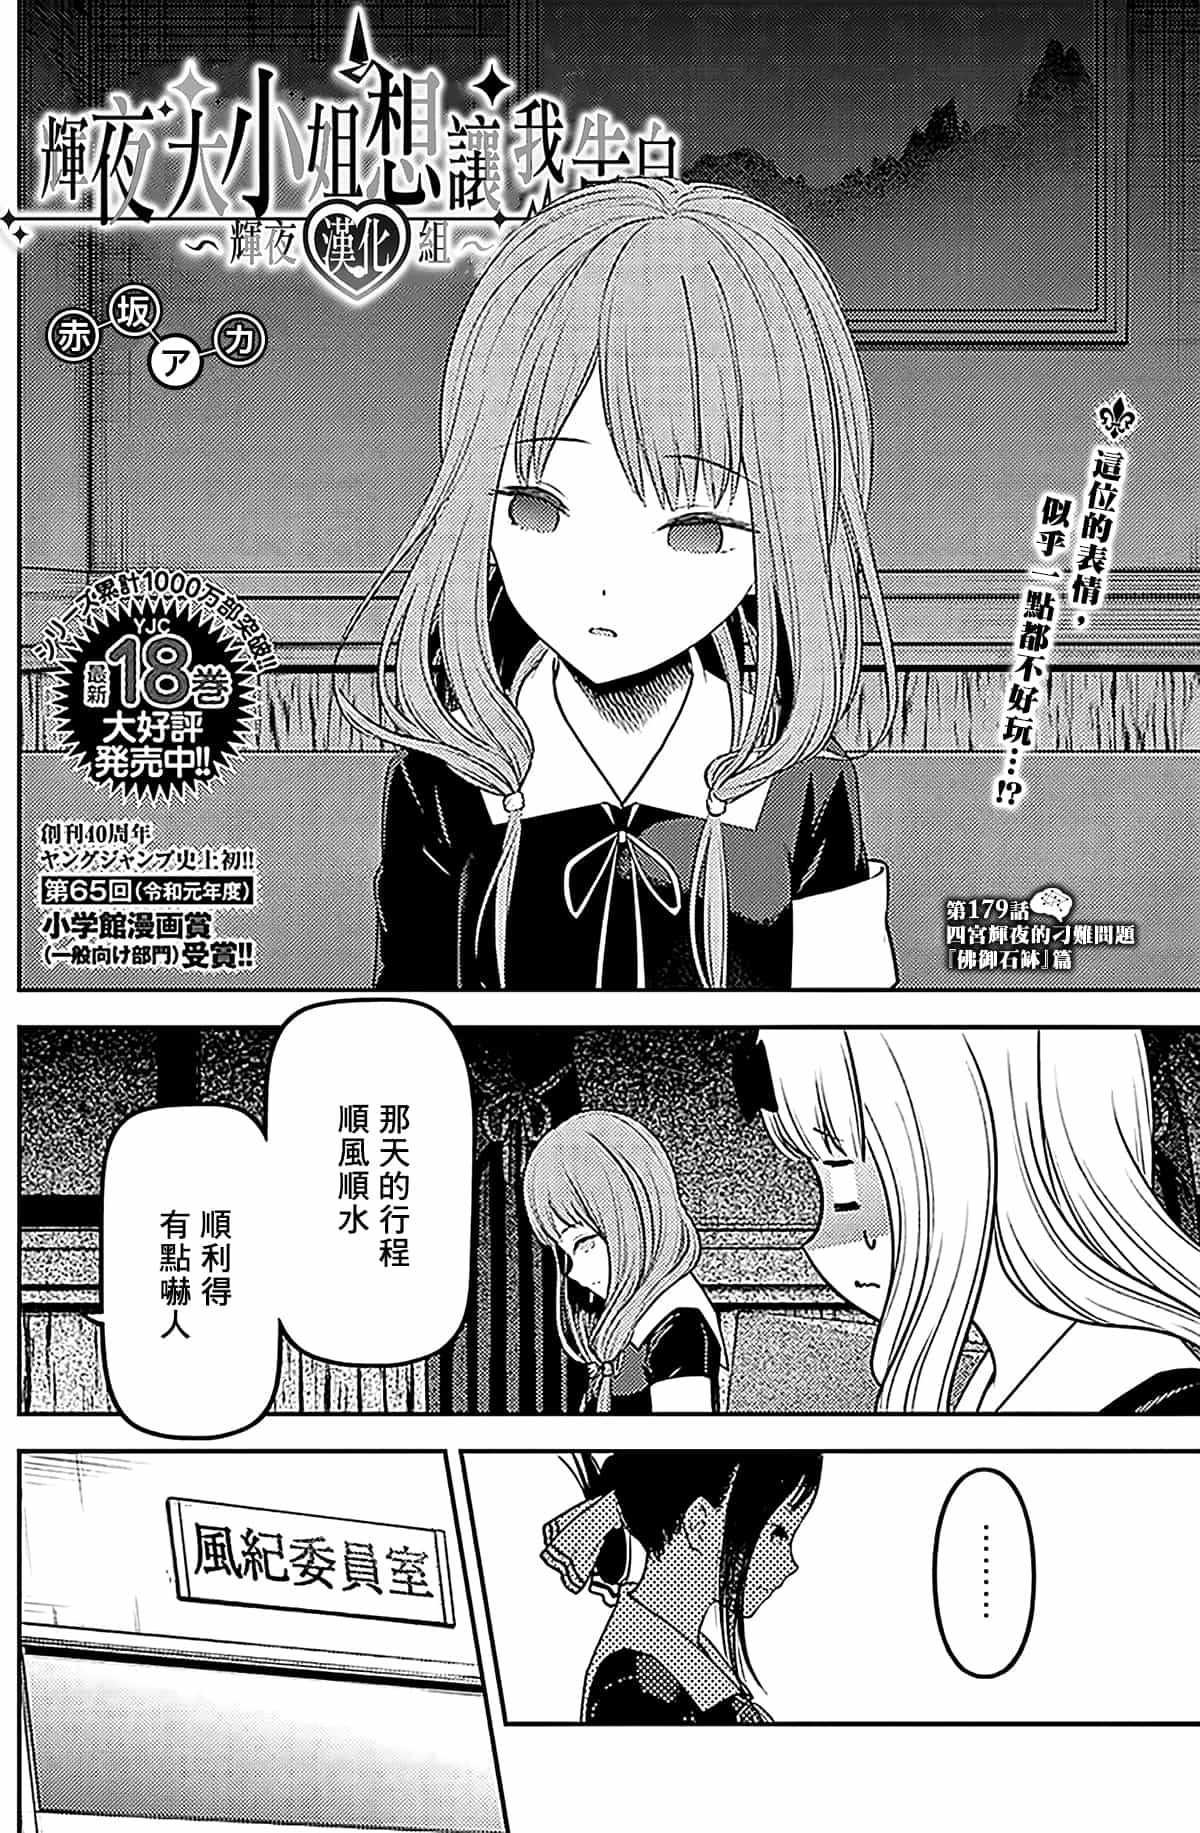 輝夜大小姐想讓我告白
~輝夜漢化組~
赤坂アカ
這位的表情，
似乎一點都不好玩…!?
シリーズ累計1000万部突破!!
YJC
最新18巻
大好評
発売中!!
創刊40周年
ヤングジャンプ史上初!!
第65回(令和元年度)
小学館漫画賞
(一般向け部門)受賞!!
第179話
四宮輝夜的刁難問題
『佛御石缽』篇
那天的行程
順風順水
順利得
有點嚇人
………
風紀委員室